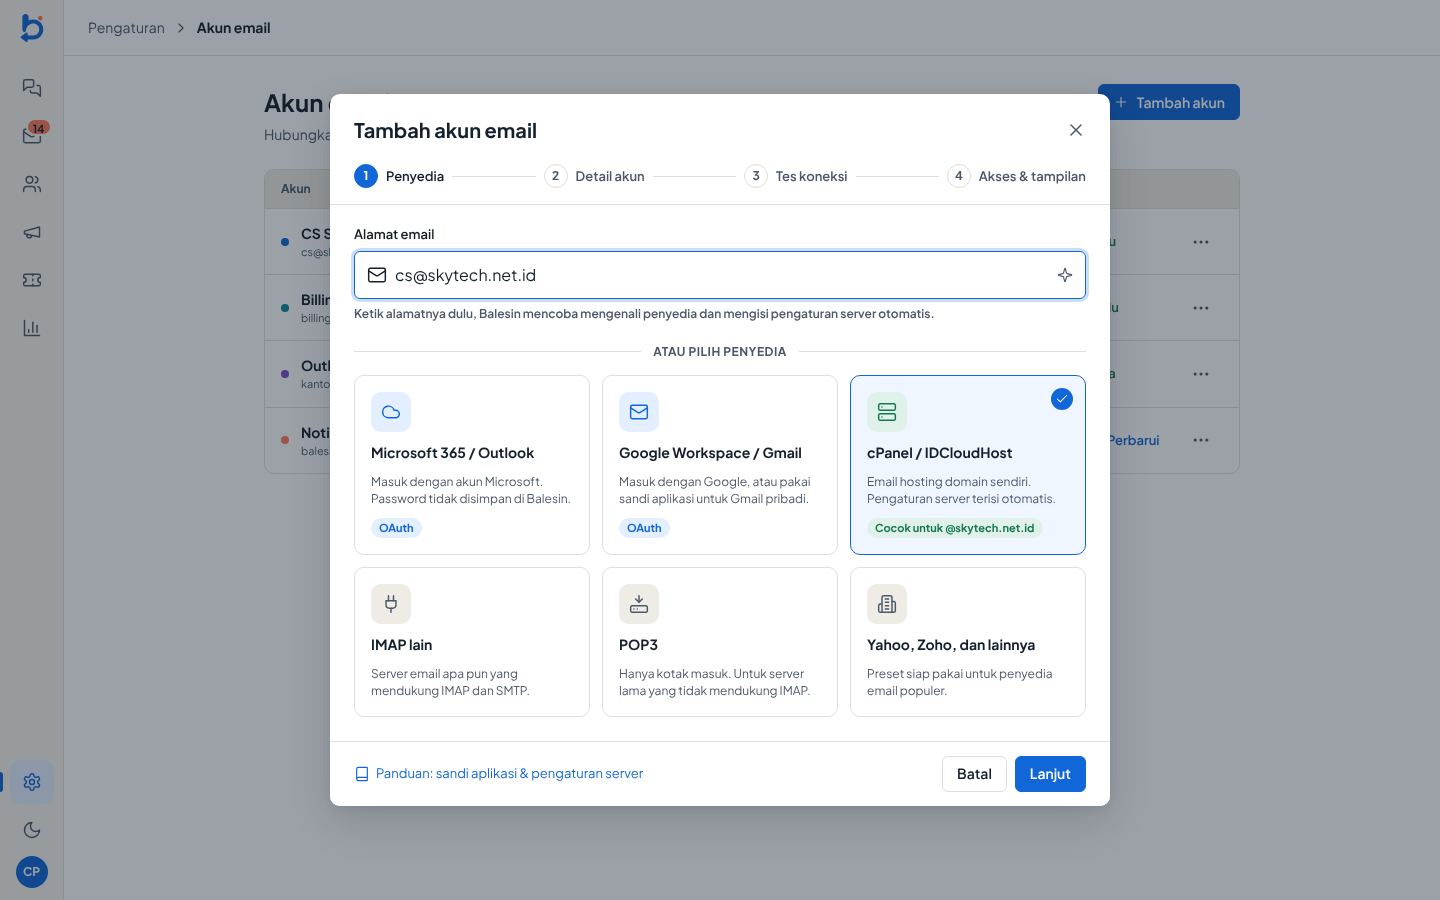 Pengaturan
Akun email
14
Akun
Tambah akun
Hubungka
Akun
CS S
cs@sk
Billin
billing
Outl
kanto
Noti
bales
Perbarui
Tambah akun email
1 Penyedia
2 Detail akun
3 Tes koneksi
4 Akses & tampilan
Alamat email
cs@skytech.net.id
Ketik alamatnya dulu, Balesin mencoba mengenali penyedia dan mengisi pengaturan server otomatis.
ATAU PILIH PENYEDIA
Microsoft 365 / Outlook
Masuk dengan akun Microsoft.
Password tidak disimpan di Balesin.
OAuth
Google Workspace / Gmail
Masuk dengan Google, atau pakai
sandi aplikasi untuk Gmail pribadi.
OAuth
cPanel / IDCloudHost
Email hosting domain sendiri.
Pengaturan server terisi otomatis.
Cocok untuk @skytech.net.id
IMAP lain
Server email apa pun yang
mendukung IMAP dan SMTP.
POP3
Hanya kotak masuk. Untuk server
lama yang tidak mendukung IMAP.
Yahoo, Zoho, dan lainnya
Preset siap pakai untuk penyedia
email populer.
Panduan: sandi aplikasi & pengaturan server
Batal
Lanjut
CP